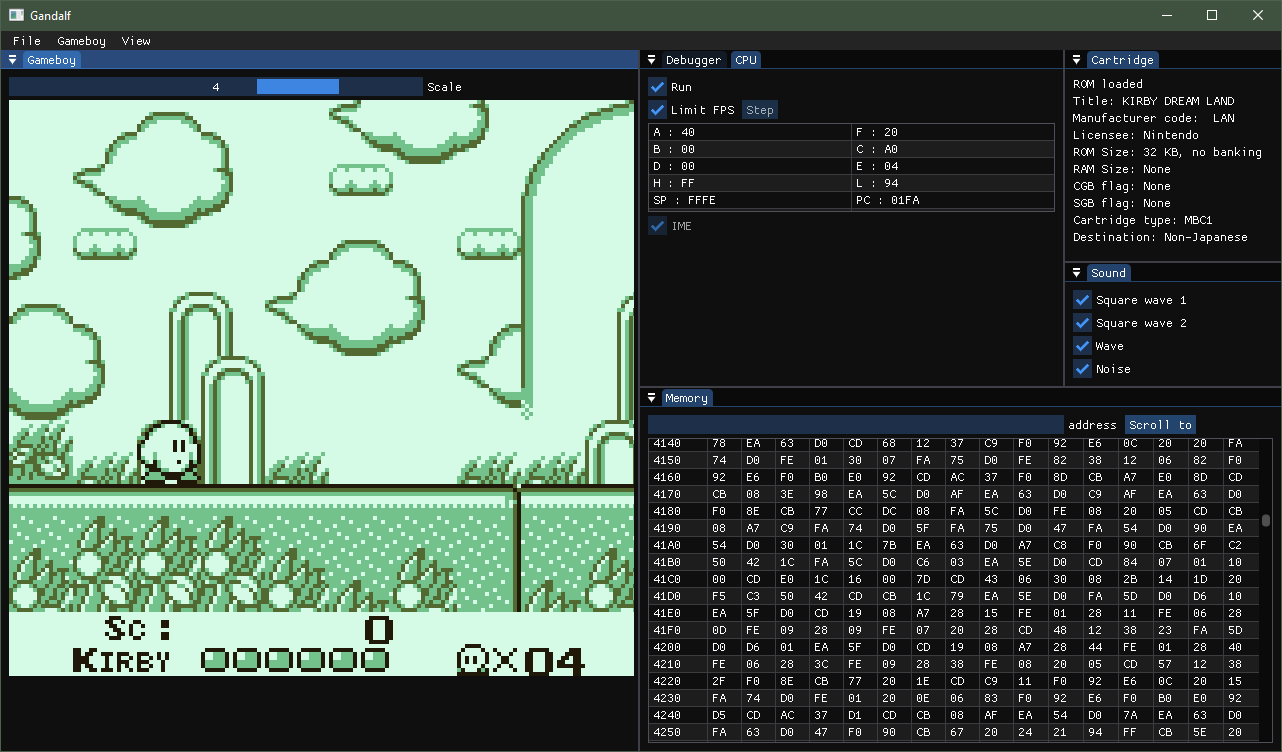 Gandalf
File Gameboy View
Gameboy
4 Scale
Sc: 0
KIRBY ×04
Debugger CPU
Run
Limit FPS Step
A : 40 F : 20
B : 00 C : A0
D : 00 E : 04
H : FF L : 94
SP : FFFE PC : 01FA
IME
Cartridge
ROM loaded
Title: KIRBY DREAM LAND
Manufacturer code: LAN
Licensee: Nintendo
ROM Size: 32 KB, no banking
RAM Size: None
CGB flag: None
SGB flag: None
Cartridge type: MBC1
Destination: Non-Japanese
Sound
Square wave 1
Square wave 2
Wave
Noise
Memory
address Scroll to
4140 78 EA 63 D0 CD 68 12 37 C9 F0 92 E6 0C 20 20 FA
4150 74 D0 FE 01 30 07 FA 75 D0 FE 82 38 12 06 82 F0
4160 92 E6 F0 B0 E0 92 CD AC 37 F0 8D CB A7 E0 8D CD
4170 CB 08 3E 98 EA 5C D0 AF EA 63 D0 C9 AF EA 63 D0
4180 F0 8E CB 77 CC DC 08 FA 5C D0 FE 08 20 05 CD CB
4190 08 A7 C9 FA 74 D0 5F FA 75 D0 47 FA 54 D0 90 EA
41A0 54 D0 30 01 1C 7B EA 63 D0 A7 C8 F0 90 CB 6F C2
41B0 50 42 1C FA 5C D0 C6 03 EA 5E D0 CD 84 07 01 10
41C0 00 CD E0 1C 16 00 7D CD 43 06 30 08 2B 14 1D 20
41D0 F5 C3 50 42 CD CB 1C 79 EA 5E D0 FA 5D D0 D6 10
41E0 EA 5F D0 CD 19 08 A7 28 15 FE 01 28 11 FE 06 28
41F0 0D FE 09 28 09 FE 07 20 28 CD 48 12 38 23 FA 5D
4200 D0 D6 01 EA 5F D0 CD 19 08 A7 28 44 FE 01 28 40
4210 FE 06 28 3C FE 09 28 38 FE 08 20 05 CD 57 12 38
4220 2F F0 8E CB 77 20 1E CD C9 11 F0 92 E6 0C 20 15
4230 FA 74 D0 FE 01 20 0E 06 83 F0 92 E6 F0 B0 E0 92
4240 D5 CD AC 37 D1 CD CB 08 AF EA 54 D0 7A EA 63 D0
4250 FA 63 D0 47 F0 90 CB 67 20 24 21 94 FF CB 5E 20